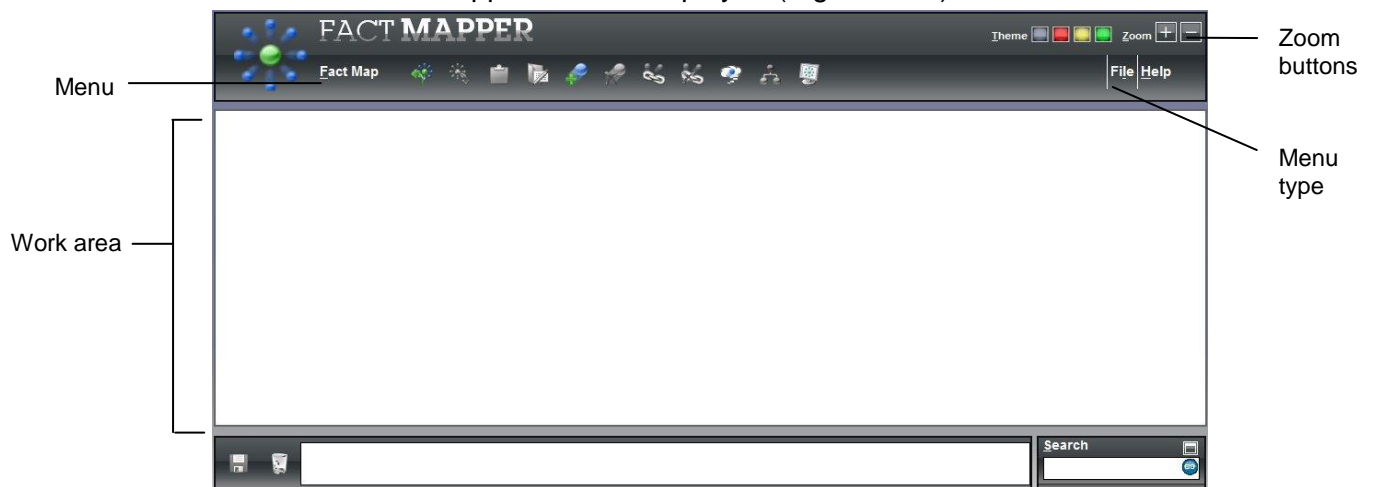 FACT MAPPER
Theme Zoom + −
Zoom
buttons
Fact Map
File Help
Menu
Menu
type
Work area
Search